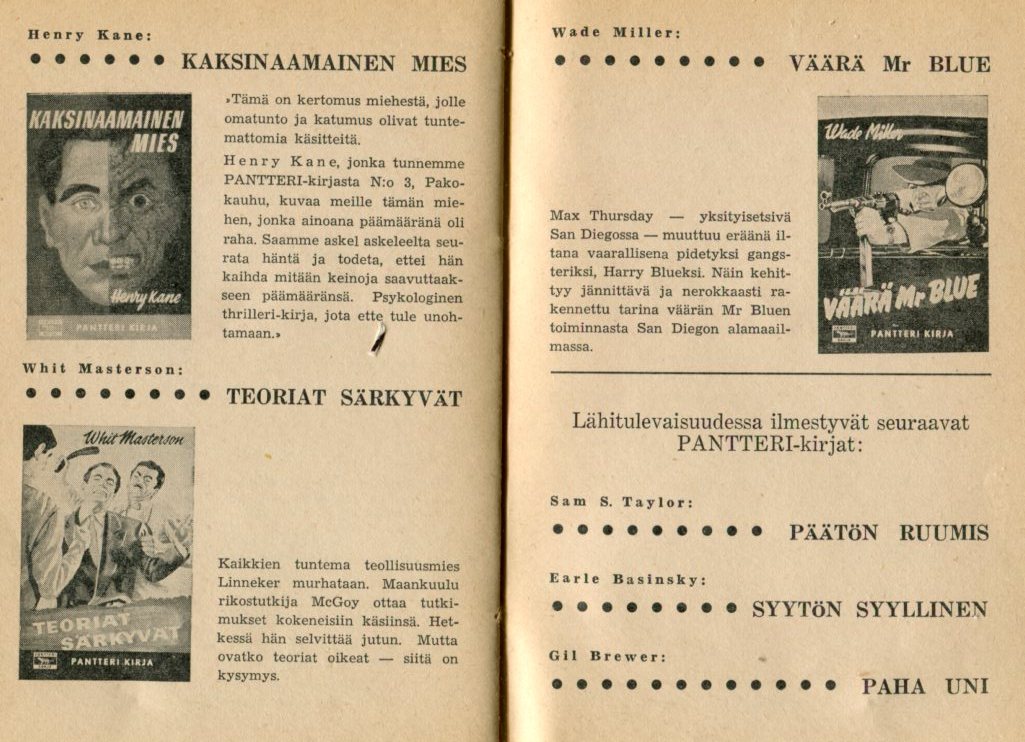 Henry Kane:
● ● ● ● ● ● KAKSINAAMAINEN MIES
KAKSINAAMAINEN
MIES
Henry Kane
PANTTERI KIRJA
»Tämä on kertomus miehestä, jolle
omatunto ja katumus olivat tunte-
mattomia käsitteitä.
Henry Kane, jonka tunnemme
PANTTERI-kirjasta N:o 3, Pako-
kauhu, kuvaa meille tämän mie-
hen, jonka ainoana päämääränä oli
raha. Saamme askel askeleelta seu-
rata häntä ja todeta, ettei hän
kaihda mitään keinoja saavuttaak-
seen päämääränsä. Psykologinen
thrilleri-kirja, jota ette tule unoh-
tamaan.»
Whit Masterson:
● ● ● ● ● ● ● ● TEORIAT SÄRKYVÄT
Whit Masterson
TEORIAT
SÄRKYVÄT
PANTTERI KIRJA
Kaikkien tuntema teollisuusmies
Linneker murhataan. Maankuulu
rikostutkija McGoy ottaa tutki-
mukset kokeneisiin käsiinsä. Het-
kessä hän selvittää jutun. Mutta
ovatko teoriat oikeat — siitä on
kysymys.
Wade Miller:
● ● ● ● ● ● ● ● ● VÄÄRÄ Mr BLUE
Max Thursday — yksityisetsivä
San Diegossa — muuttuu eräänä il-
tana vaarallisena pidetyksi gangs-
teriksi, Harry Blueksi. Näin kehit-
tyy jännittävä ja nerokkaasti ra-
kennettu tarina väärän Mr Bluen
toiminnasta San Diegon alamaail-
massa.
Wade Miller
VÄÄRÄ Mr BLUE
PANTTERI KIRJA
Lähitulevaisuudessa ilmestyvät seuraavat
PANTTERI-kirjat:
Sam S. Taylor:
● ● ● ● ● ● ● ● ● PÄÄTÖN RUUMIS
Earle Basinsky:
● ● ● ● ● ● ● ● SYYTÖN SYYLLINEN
Gil Brewer:
● ● ● ● ● ● ● ● ● ● ● ● PAHA UNI